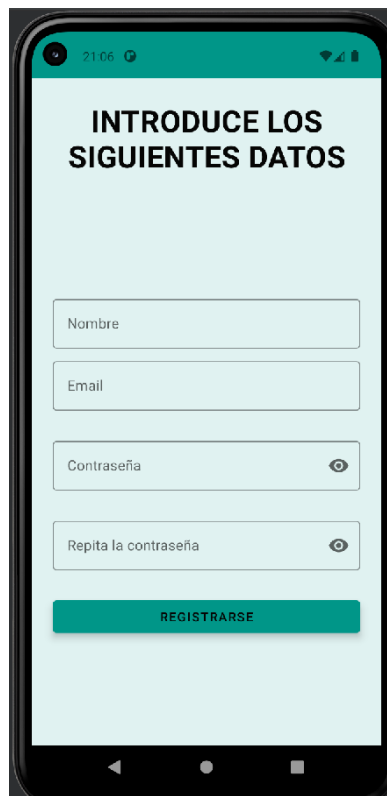 21:06
INTRODUCE LOS
SIGUIENTES DATOS
Nombre
Email
Contraseña
Repita la contraseña
REGISTRARSE